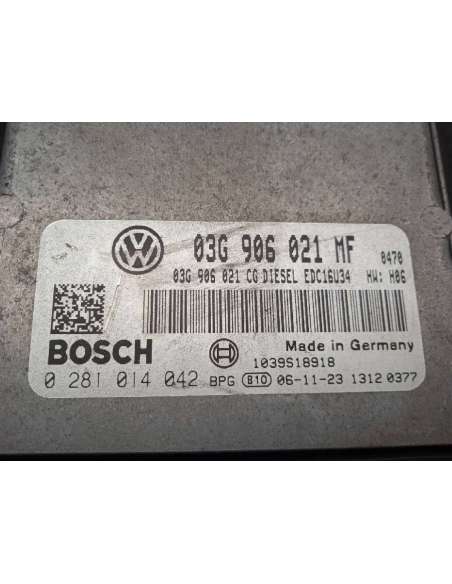 03G 906 021 MF 0470
03G 906 021 CG DIESEL EDC16U34 HW: H06
BOSCH Made in Germany
1039S18918
0 281 014 042 BPG B10 06-11-23 1312 0377